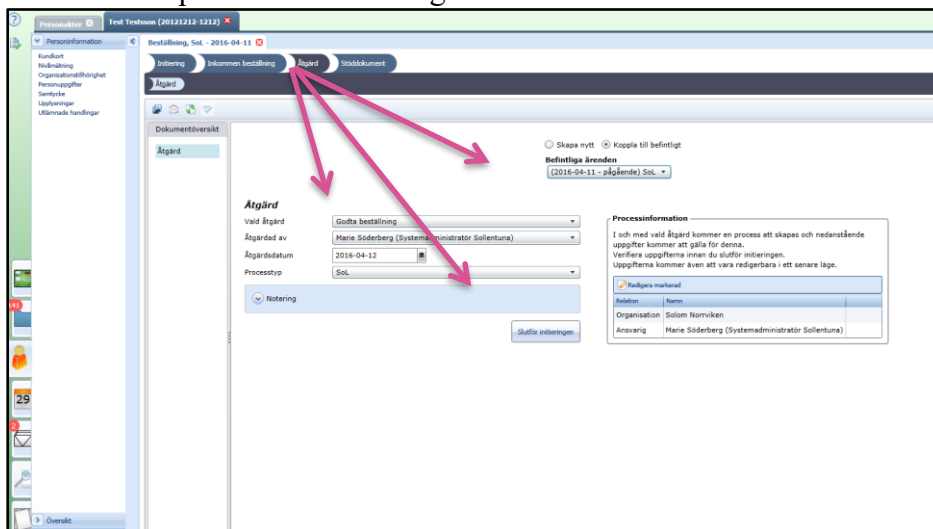 Personakter
Test Testsson (20121212-1212)
Personinformation
Kundkort
Nivåmätning
Organisationstillhörighet
Personuppgifter
Samtycke
Upplysningar
Utlämnade handlingar
Beställning, SoL - 2016-04-11
Initiering
Inkommen beställning
Åtgärd
Stöddokument
Åtgärd
Dokumentöversikt
Åtgärd
Skapa nytt
Koppla till befintligt
Befintliga ärenden
(2016-04-11 - pågående) SoL
Åtgärd
Vald åtgärd
Godta beställning
Åtgärdad av
Marie Söderberg (Systemadministratör Sollentuna)
Åtgärdsdatum
2016-04-12
Processtyp
SoL
Notering
Slutför initieringen
Processinformation
I och med vald åtgärd kommer en process att skapas och nedanstående
uppgifter kommer att gälla för denna.
Verifiera uppgifterna innan du slutför initieringen.
Uppgifterna kommer även att vara redigerbara i ett senare läge.
Redigera markerad
Relation Namn
Organisation Solom Norrviken
Ansvarig Marie Söderberg (Systemadministratör Sollentuna)
143
29
2
Översikt